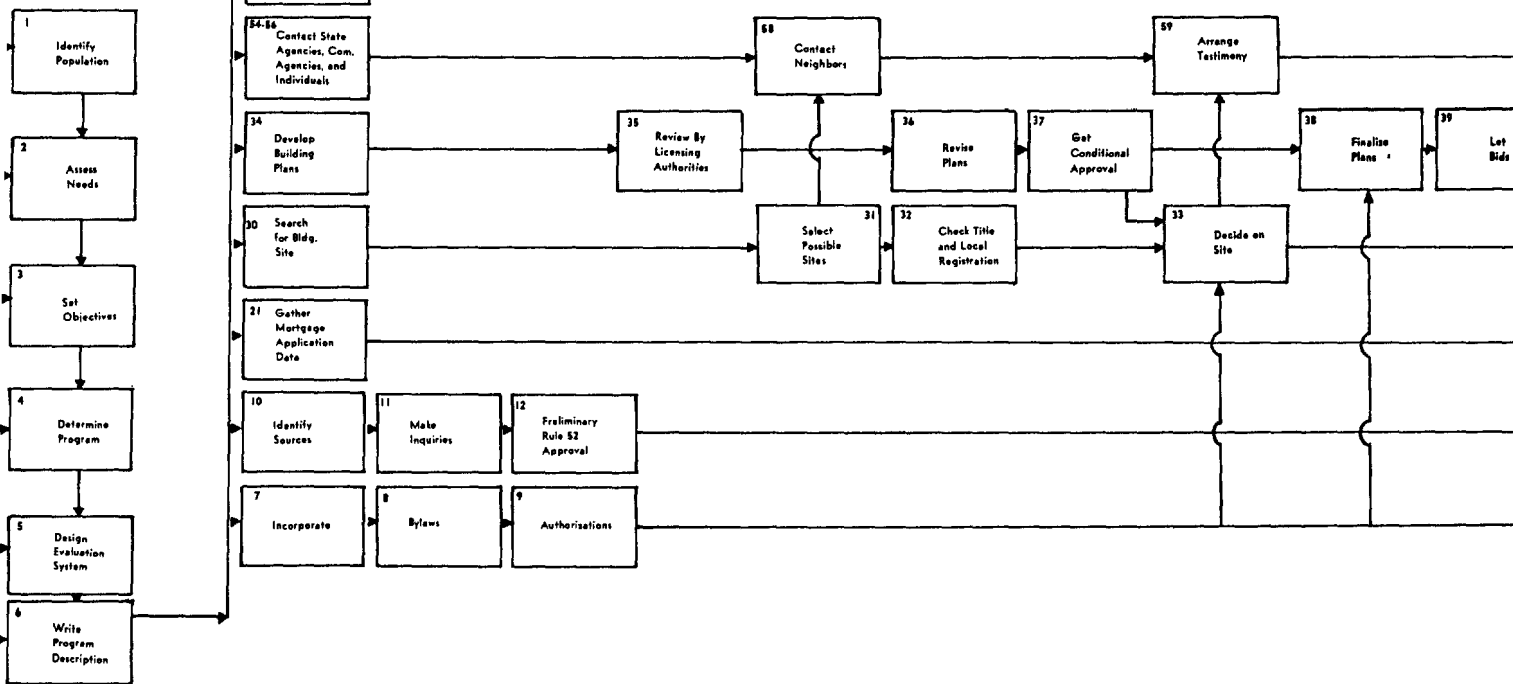 1
Identify
Population
2
Assess
Needs
3
Set
Objectives
4
Determine
Program
5
Design
Evaluation
System
6
Write
Program
Description
54-56
Contact State
Agencies, Com.
Agencies, and
Individuals
58
Contact
Neighbors
59
Arrange
Testimony
34
Develop
Building
Plans
35
Review By
Licensing
Authorities
36
Revise
Plans
37
Get
Conditional
Approval
38
Finalise
Plans
39
Let
Bids
30
Search
for Bldg.
Site
31
Select
Possible
Sites
32
Check Title
and Local
Registration
33
Decide on
Site
21
Gather
Mortgage
Application
Data
10
Identify
Sources
11
Make
Inquiries
12
Preliminary
Rule 52
Approval
7
Incorporate
8
Bylaws
9
Authorisations